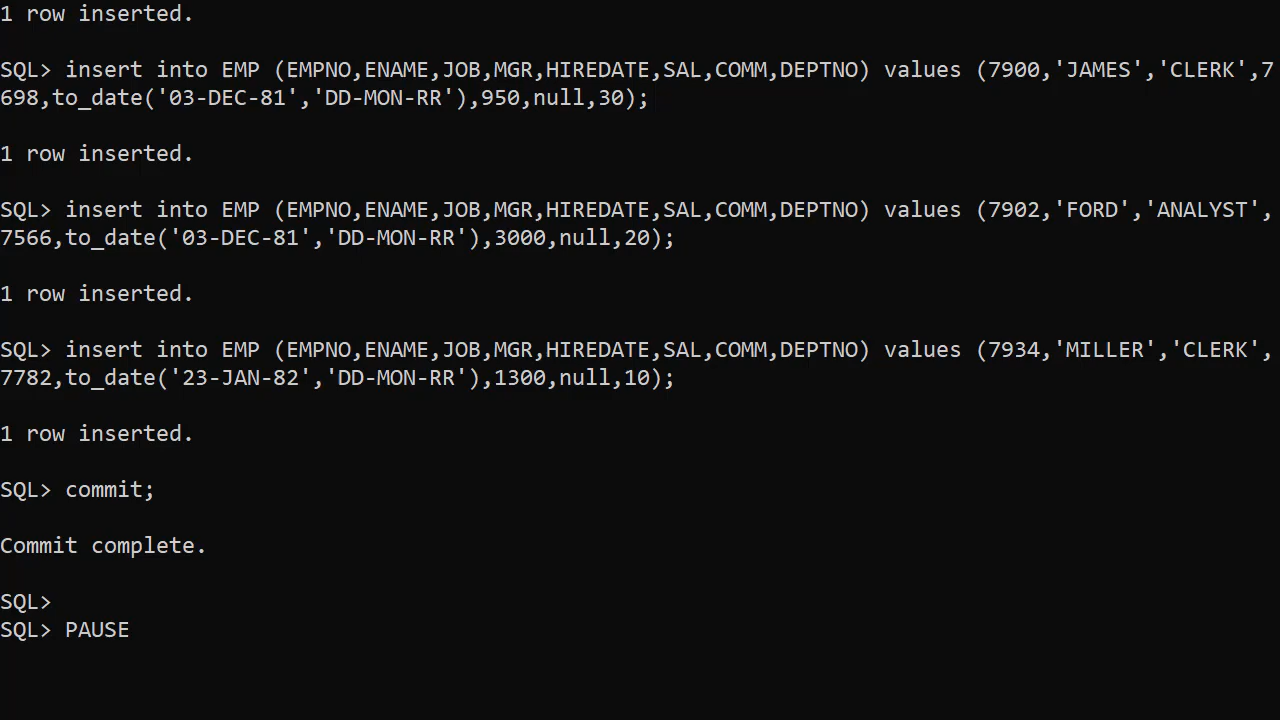 1 row inserted.
SQL> insert into EMP (EMPNO,ENAME,JOB,MGR,HIREDATE,SAL,COMM,DEPTNO) values (7900,'JAMES','CLERK',7
698,to_date('03-DEC-81','DD-MON-RR'),950,null,30);
1 row inserted.
SQL> insert into EMP (EMPNO,ENAME,JOB,MGR,HIREDATE,SAL,COMM,DEPTNO) values (7902,'FORD','ANALYST',
7566,to_date('03-DEC-81','DD-MON-RR'),3000,null,20);
1 row inserted.
SQL> insert into EMP (EMPNO,ENAME,JOB,MGR,HIREDATE,SAL,COMM,DEPTNO) values (7934,'MILLER','CLERK',
7782,to_date('23-JAN-82','DD-MON-RR'),1300,null,10);
1 row inserted.
SQL> commit;
Commit complete.
SQL>
SQL> PAUSE